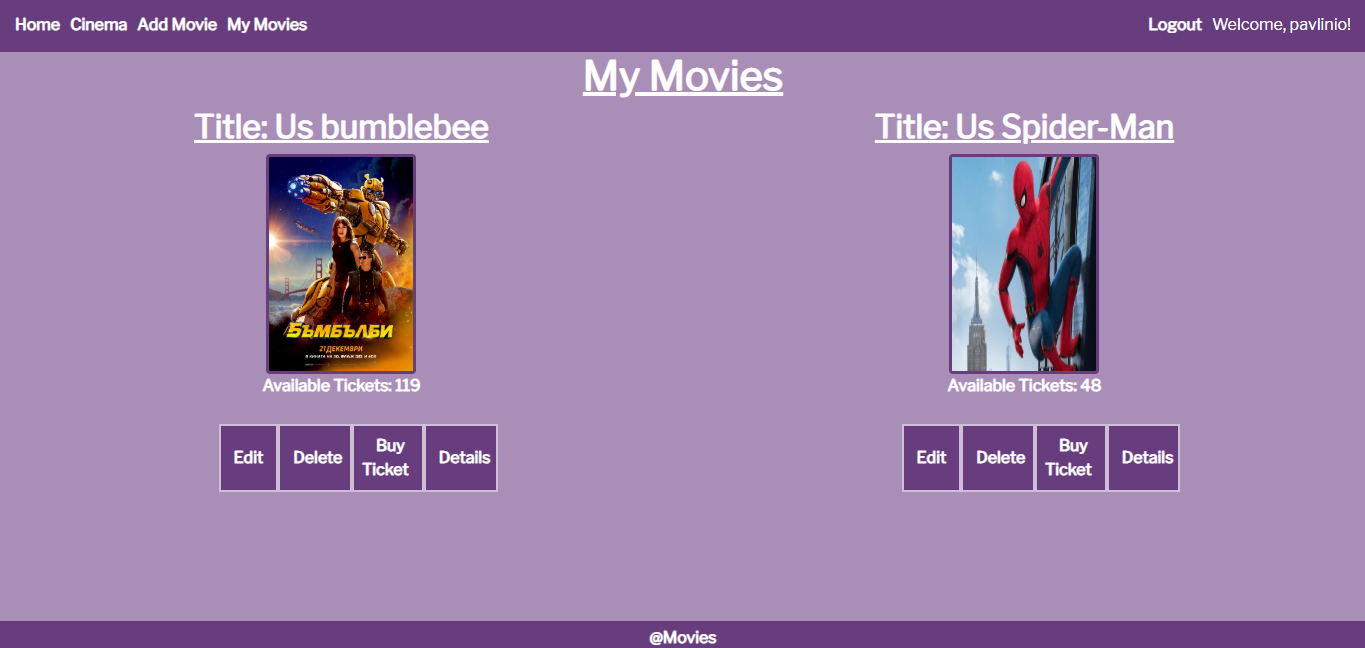 Home Cinema Add Movie My Movies Logout Welcome, pavlinio!
My Movies
Title: Us bumblebee
БЪМБЪЛБИ
21 ДЕКЕМВРИ
Available Tickets: 119
Edit Delete Buy Ticket Details
Title: Us Spider-Man
Available Tickets: 48
Edit Delete Buy Ticket Details
@Movies